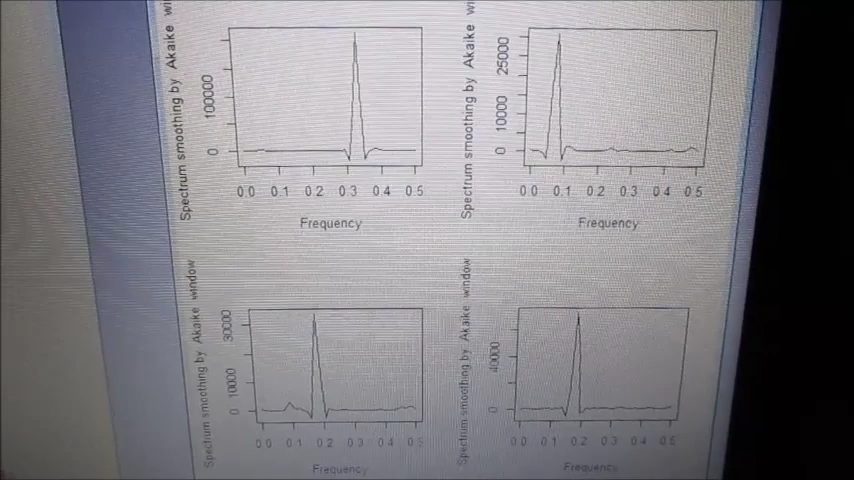 Spectrum smoothing by Akaike wi
100000
0
0.0 0.1 0.2 0.3 0.4 0.5
Frequency
Spectrum smoothing by Akaike wi
25000
10000
0
0.0 0.1 0.2 0.3 0.4 0.5
Frequency
Spectrum smoothing by Akaike window
30000
10000
0
0.0 0.1 0.2 0.3 0.4 0.5
Frequency
Spectrum smoothing by Akaike window
40000
0
0.0 0.1 0.2 0.3 0.4 0.5
Frequency